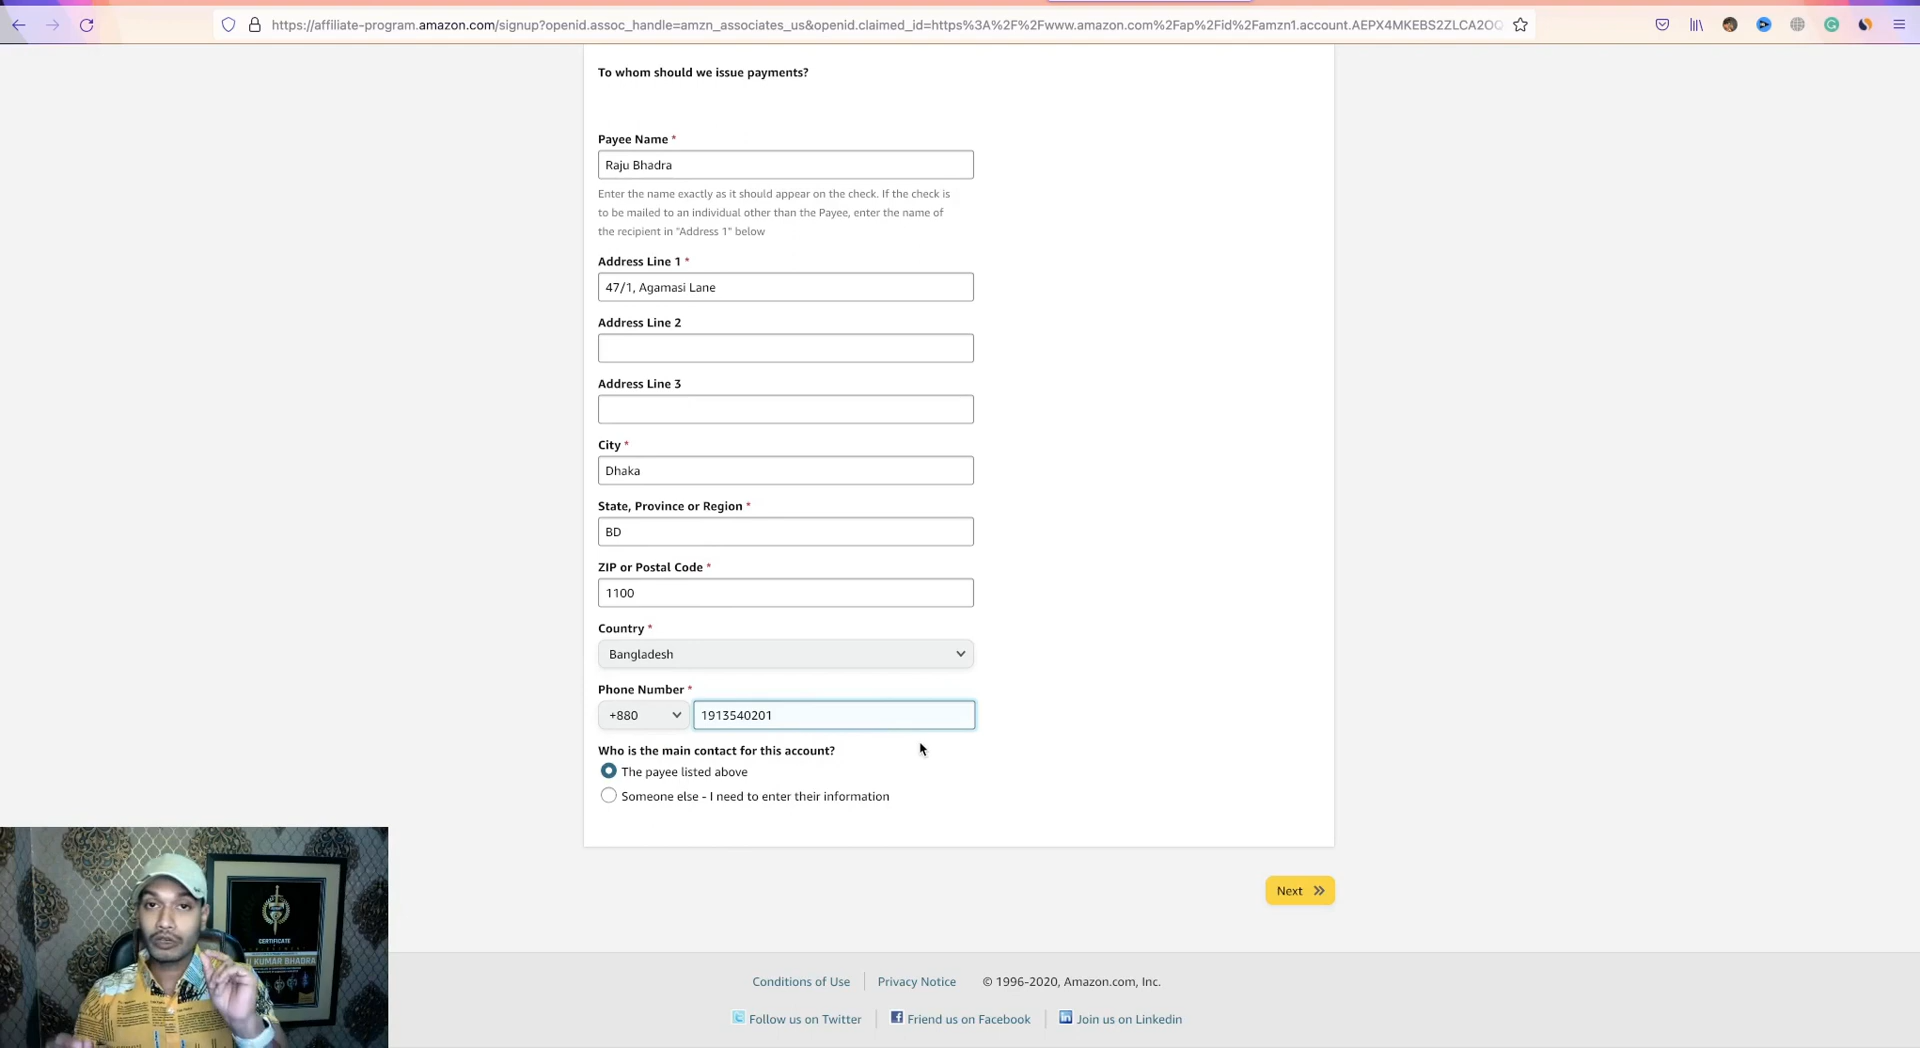 https://affiliate-program.amazon.com/signup?openid.assoc_handle=amzn_associates_us&openid.claimed_id=https%3A%2F%2Fwww.amazon.com%2Fap%2Fid%2Famzn1.account.AEPX4MKEBS2ZLCA2OO
To whom should we issue payments?
Payee Name *
Raju Bhadra
Enter the name exactly as it should appear on the check. If the check is
to be mailed to an individual other than the Payee, enter the name of
the recipient in "Address 1" below
Address Line 1 *
47/1, Agamasi Lane
Address Line 2
Address Line 3
City *
Dhaka
State, Province or Region *
BD
ZIP or Postal Code *
1100
Country *
Bangladesh
Phone Number *
+880 1913540201
Who is the main contact for this account?
The payee listed above
Someone else - I need to enter their information
Next
CERTIFICATE
KUMAR BHADRA
Conditions of Use Privacy Notice © 1996-2020, Amazon.com, Inc.
Follow us on Twitter Friend us on Facebook Join us on Linkedin